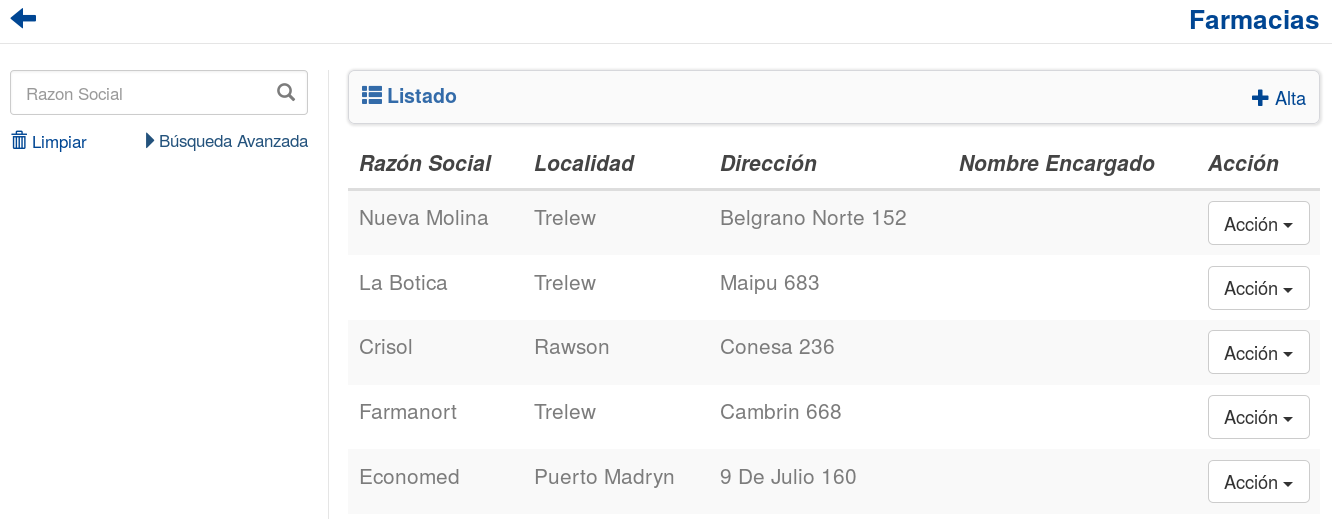 Farmacias
Razon Social
Limpiar Búsqueda Avanzada
Listado Alta
Razón Social Localidad Dirección Nombre Encargado Acción
Nueva Molina Trelew Belgrano Norte 152 Acción
La Botica Trelew Maipu 683 Acción
Crisol Rawson Conesa 236 Acción
Farmanort Trelew Cambrin 668 Acción
Economed Puerto Madryn 9 De Julio 160 Acción